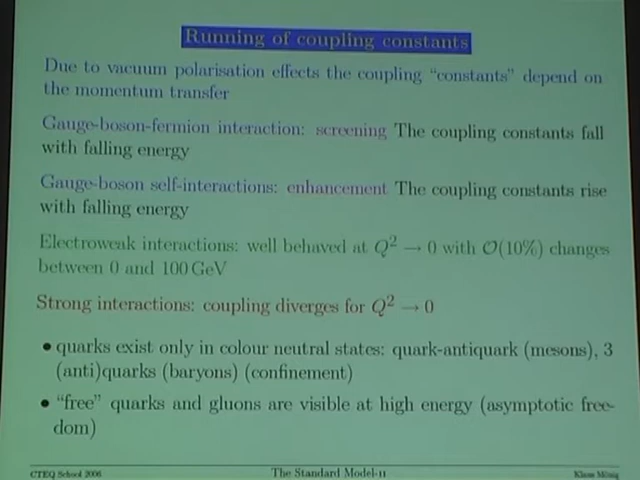 Running of coupling constants
Due to vacuum polarisation effects the coupling “constants” depend on
the momentum transfer
Gauge-boson-fermion interaction: screening The coupling constants fall
with falling energy
Gauge-boson self-interactions: enhancement The coupling constants rise
with falling energy
Electroweak interactions: well behaved at Q² → 0 with O(10%) changes
between 0 and 100 GeV
Strong interactions: coupling diverges for Q² → 0
• quarks exist only in colour neutral states: quark-antiquark (mesons), 3
(anti)quarks (baryons) (confinement)
• “free” quarks and gluons are visible at high energy (asymptotic free-
dom)
CTEQ School 2006 The Standard Model-11 Klaus Mönig